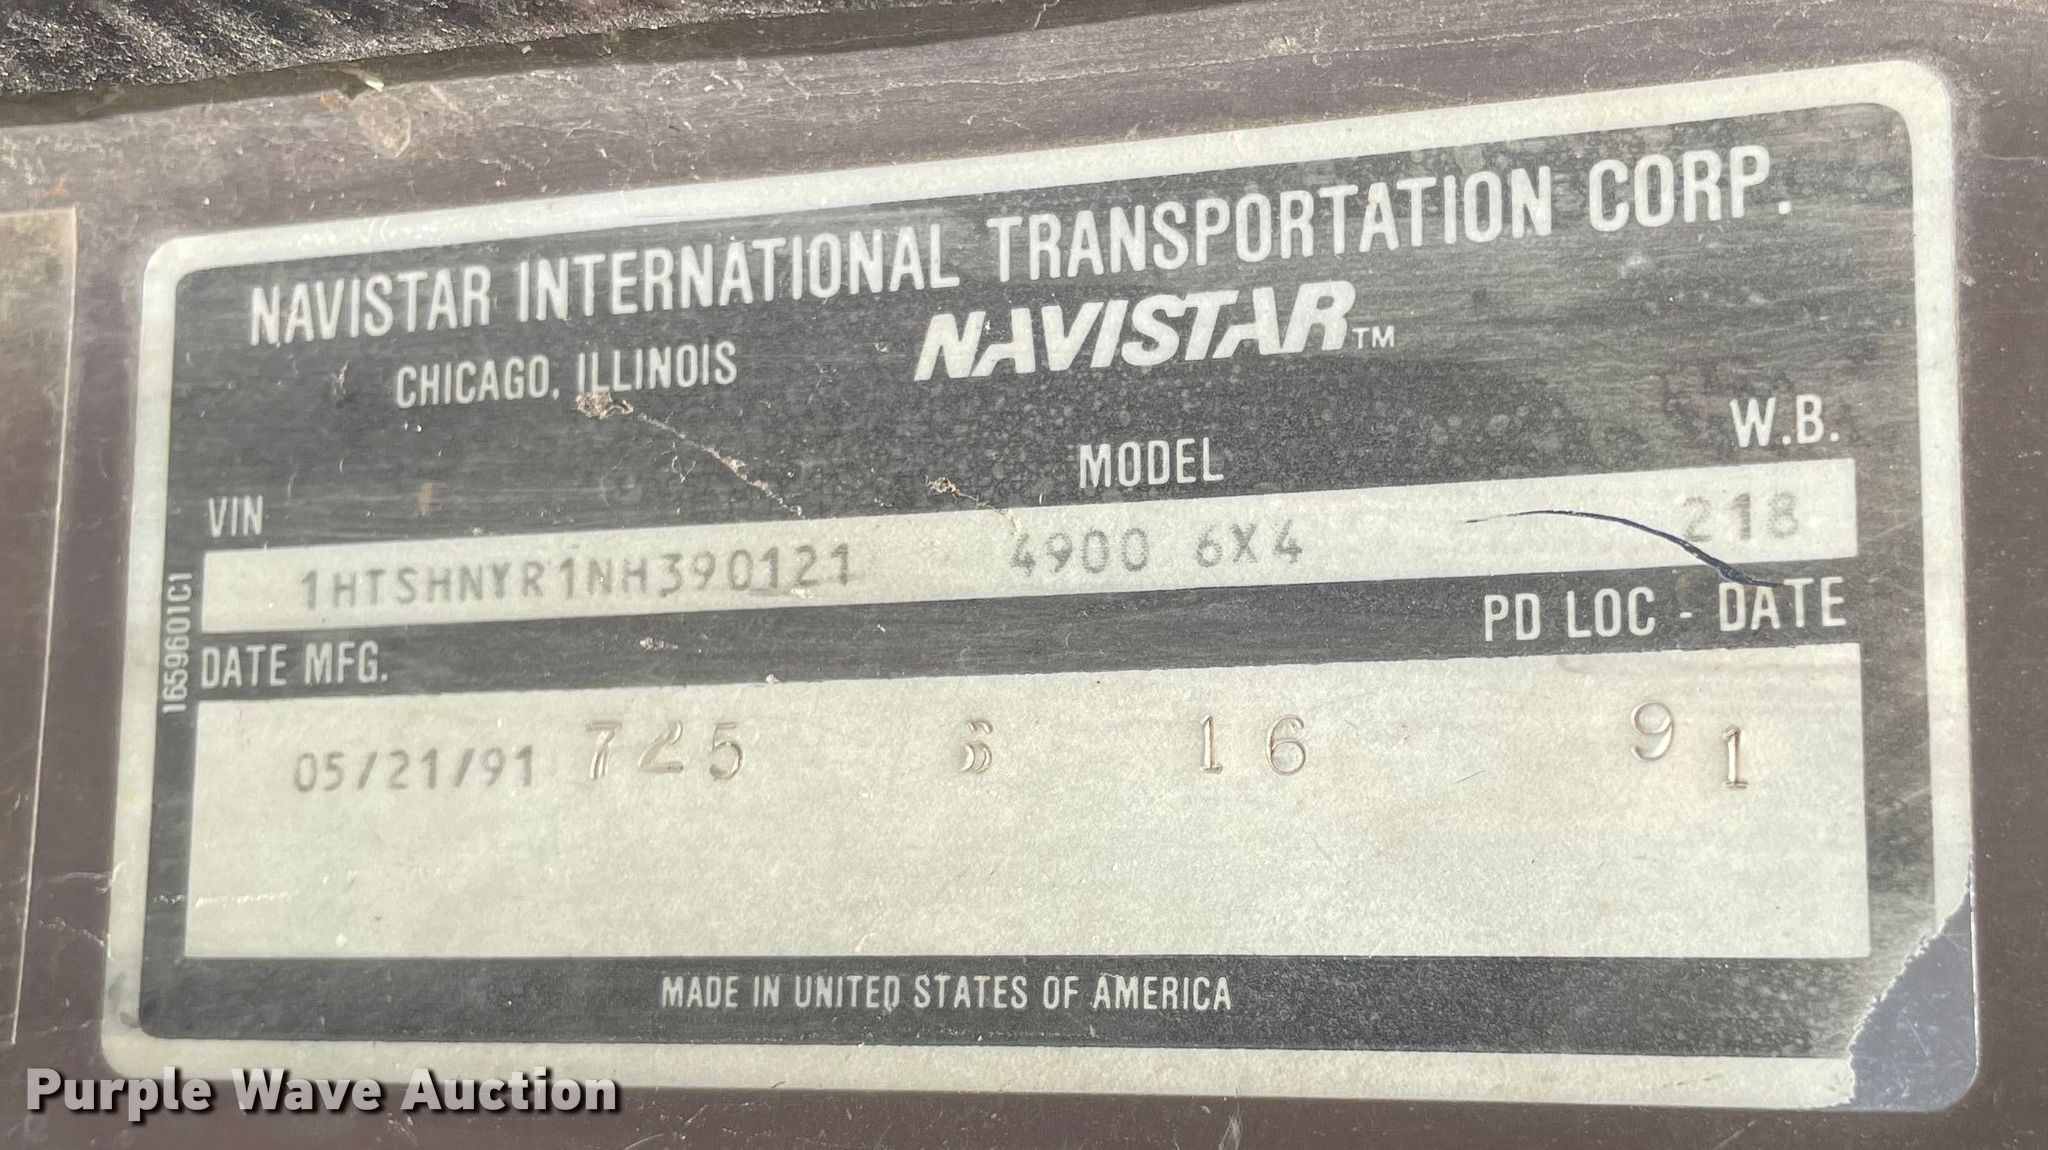 NAVISTAR INTERNATIONAL TRANSPORTATION CORP.
CHICAGO, ILLINOIS NAVISTAR™
VIN MODEL W.B.
1HTSHNYR1NH390121 4900 6X4 218
DATE MFG. PD LOC - DATE
05/21/91 725 6 16 91
1659601C1
MADE IN UNITED STATES OF AMERICA
Purple Wave Auction